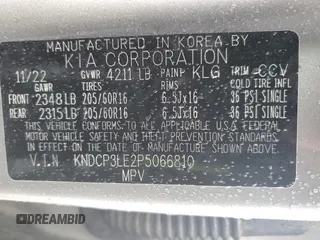 MANUFACTURED IN KOREA BY
KIA CORPORATION
11/22 GVWR 4211 LB PAINT KLG TRIM CCV
TIRES RIMS COLD TIRE INFL
FRONT 2348LB 205/60R16 6.5JX16 36 PSI SINGLE
REAR 2315LB 205/60R16 6.5JX16 36 PSI SINGLE
THIS VEHICLE CONFORMS TO ALL APPLICABLE U.S.A FEDERAL
MOTOR VEHICLE SAFETY, BUMPER, AND THEFT PREVENTION
STANDARDS IN EFFECT ON THE DATE OF MANUFACTURE
SHOWN ABOVE.
V.I.N KNDCP3LE2P5066810
MPV